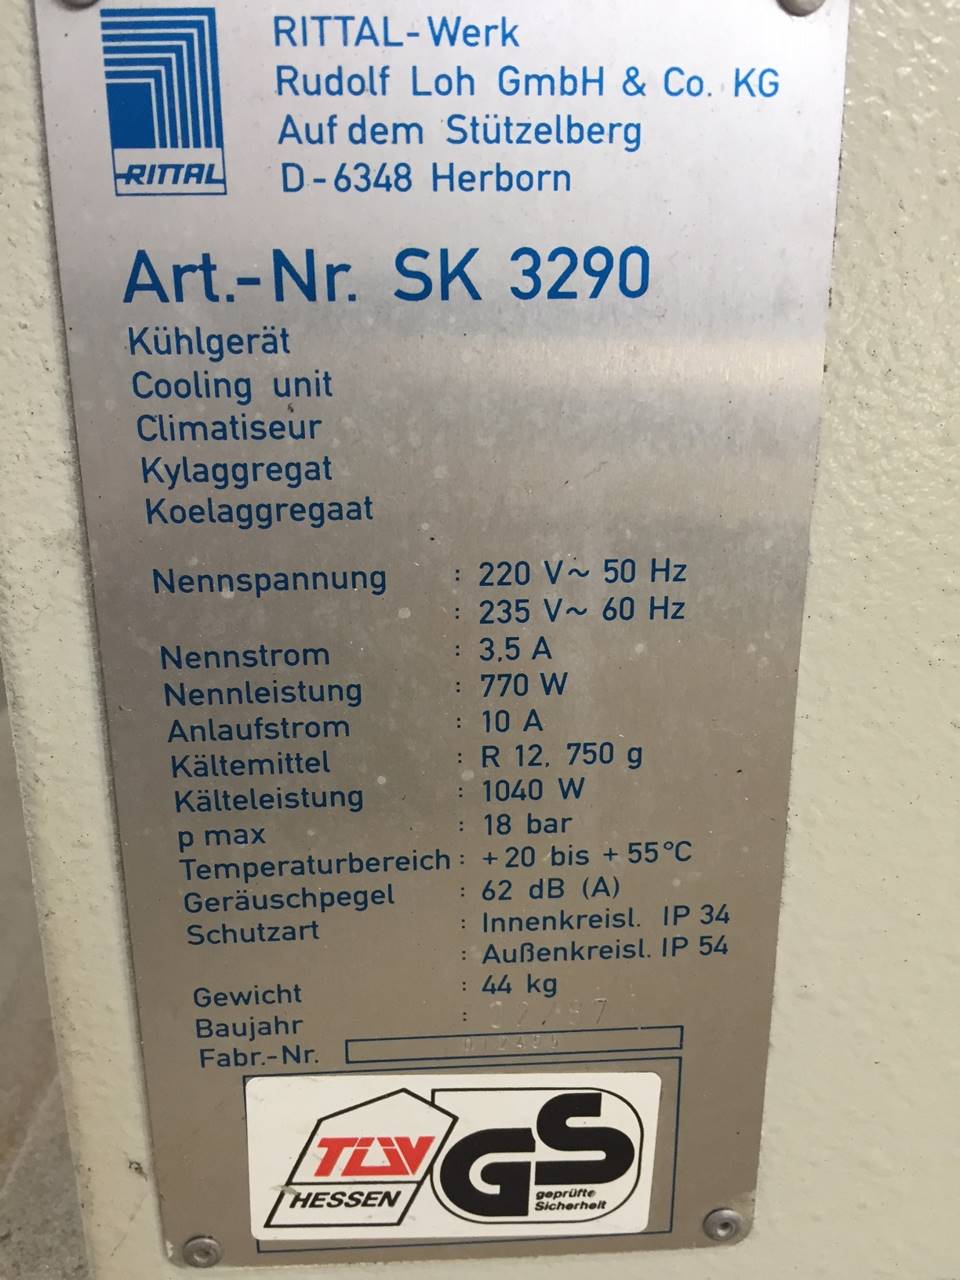 RITTAL
RITTAL-Werk
Rudolf Loh GmbH & Co. KG
Auf dem Stützelberg
D-6348 Herborn
Art.-Nr. SK 3290
Kühlgerät
Cooling unit
Climatiseur
Kylaggregat
Koelaggregaat
Nennspannung : 220 V~ 50 Hz
: 235 V~ 60 Hz
Nennstrom : 3,5 A
Nennleistung : 770 W
Anlaufstrom : 10 A
Kältemittel : R 12, 750 g
Kälteleistung : 1040 W
p max : 18 bar
Temperaturbereich : +20 bis +55°C
Geräuschpegel : 62 dB (A)
Schutzart : Innenkreisl. IP 34
: Außenkreisl. IP 54
Gewicht : 44 kg
Baujahr :
Fabr.-Nr.
TÜV
HESSEN
GS
geprüfte
Sicherheit